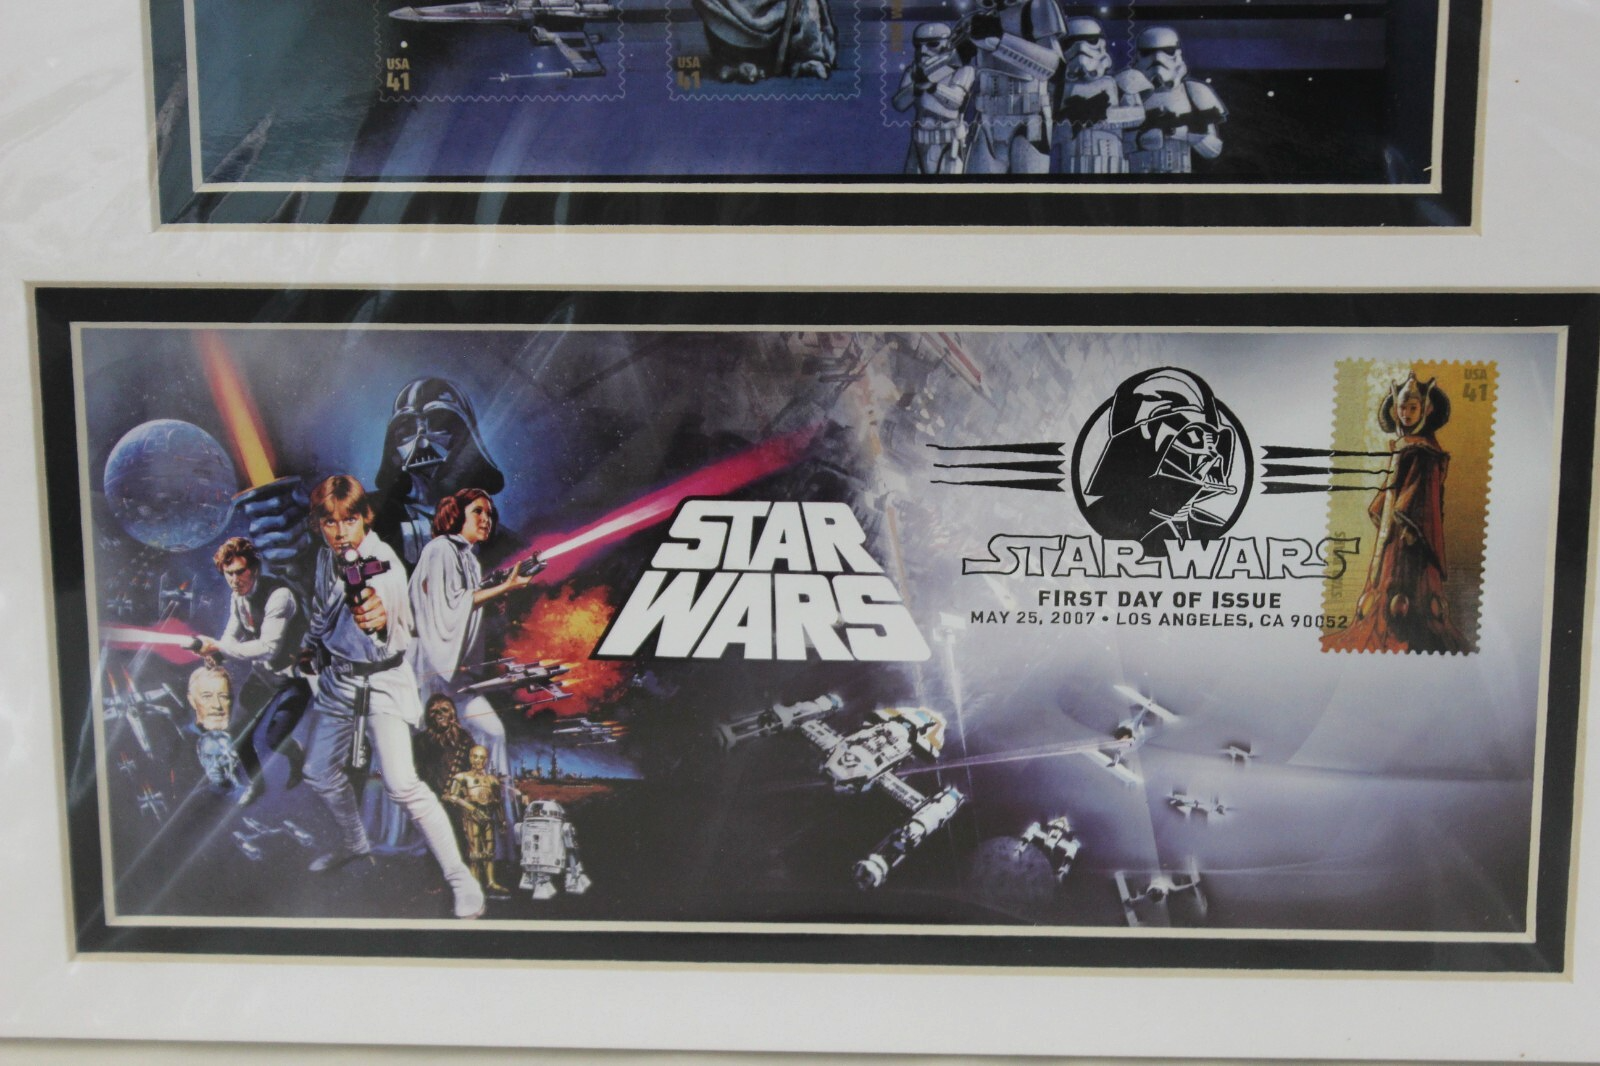 USA
41
USA
41
STAR
WARS
USA
41
STAR WARS
FIRST DAY OF ISSUE
MAY 25, 2007 • LOS ANGELES, CA 90052